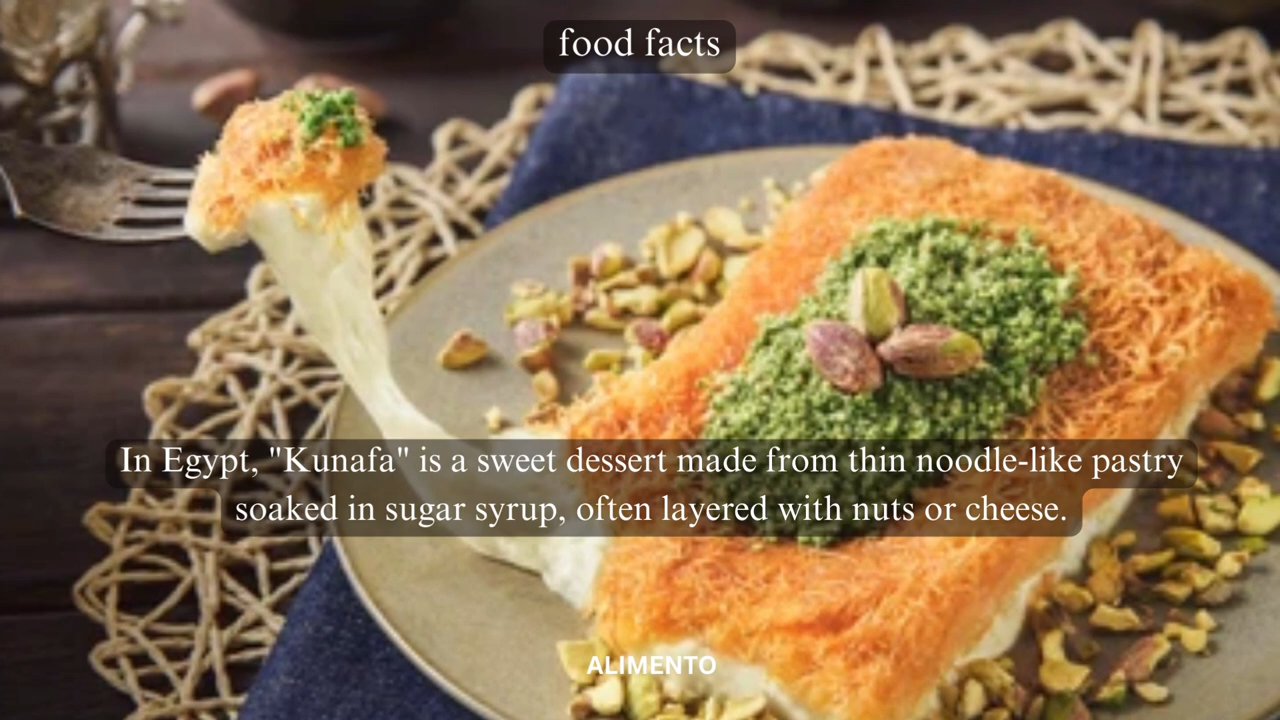 food facts
In Egypt, "Kunafa" is a sweet dessert made from thin noodle-like pastry
soaked in sugar syrup, often layered with nuts or cheese.
ALIMENTO